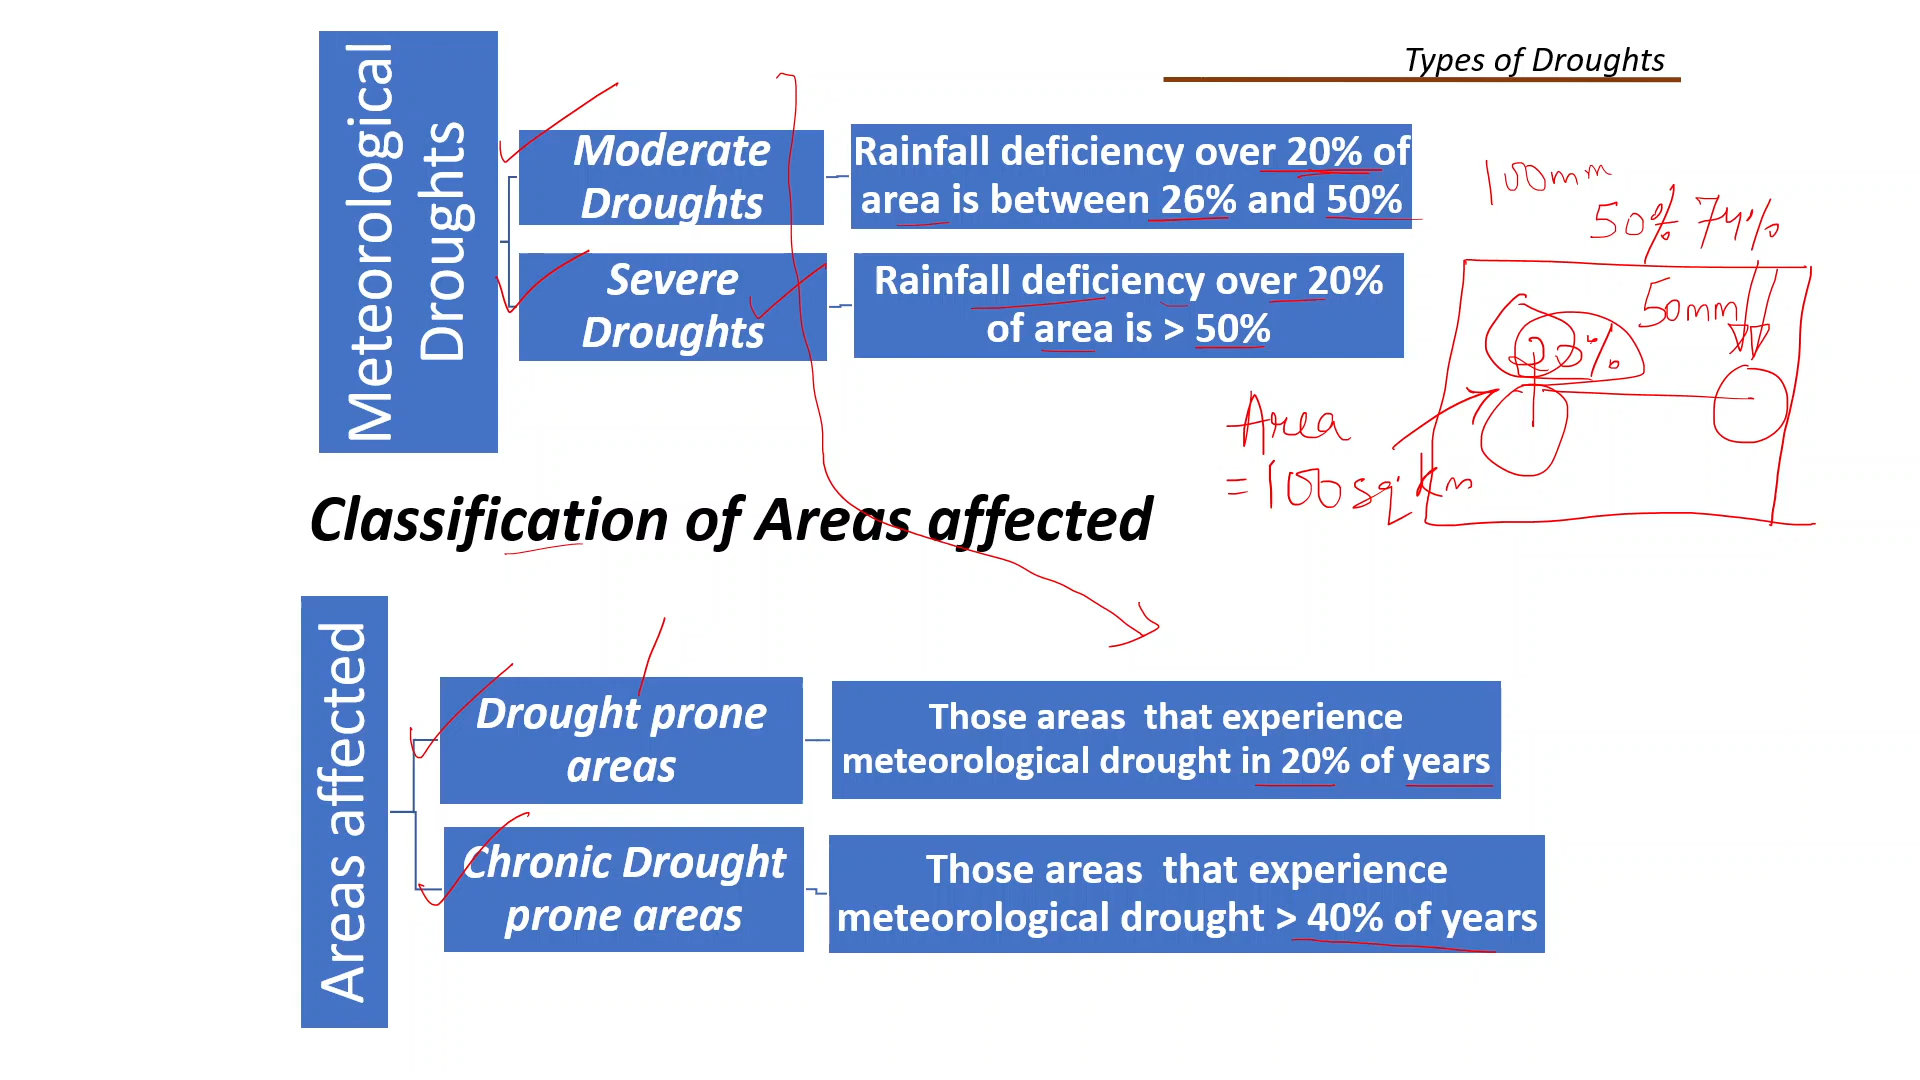 Types of Droughts
Meteorological
Droughts
Moderate
Droughts
Rainfall deficiency over 20% of
area is between 26% and 50%
Severe
Droughts
Rainfall deficiency over 20%
of area is > 50%
100mm
50% 74%
50mm
20%
Area
= 100 sq. km
Classification of Areas affected
Areas affected
Drought prone
areas
Those areas that experience
meteorological drought in 20% of years
Chronic Drought
prone areas
Those areas that experience
meteorological drought > 40% of years